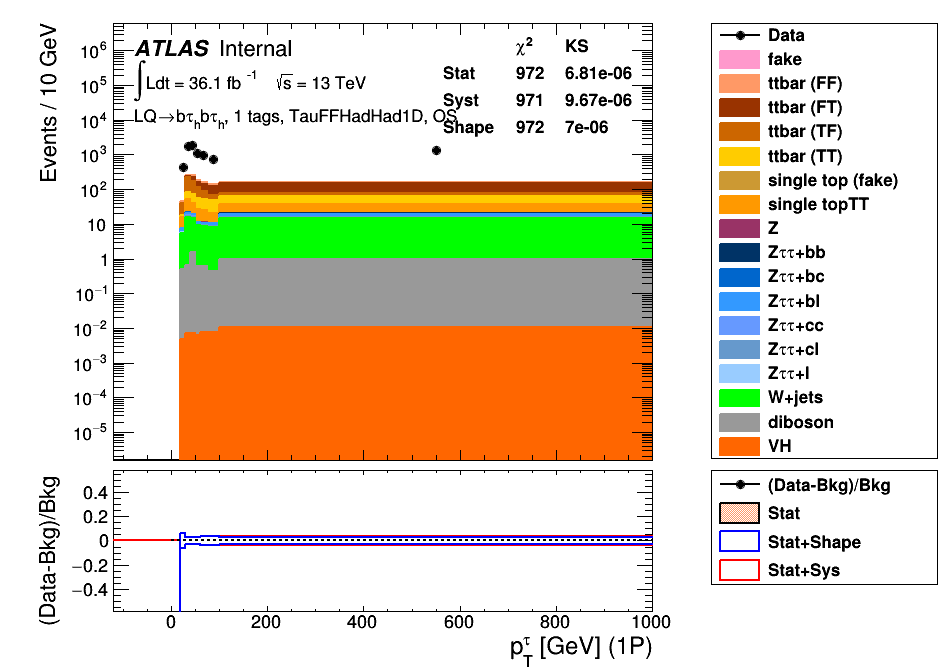 ATLAS Internal
∫Ldt = 36.1 fb⁻¹ √s = 13 TeV
LQ→bτₕbτₕ, 1 tags, TauFFHadHad1D, OS
χ² KS
Stat 972 6.81e-06
Syst 971 9.67e-06
Shape 972 7e-06
Events / 10 GeV
10⁶
10⁵
10⁴
10³
10²
10
1
10⁻¹
10⁻²
10⁻³
10⁻⁴
10⁻⁵
Data
fake
ttbar (FF)
ttbar (FT)
ttbar (TF)
ttbar (TT)
single top (fake)
single topTT
Z
Zττ+bb
Zττ+bc
Zττ+bl
Zττ+cc
Zττ+cl
Zττ+l
W+jets
diboson
VH
(Data-Bkg)/Bkg
0.4
0.2
0
−0.2
−0.4
0 200 400 600 800 1000
p_T^τ [GeV] (1P)
(Data-Bkg)/Bkg
Stat
Stat+Shape
Stat+Sys